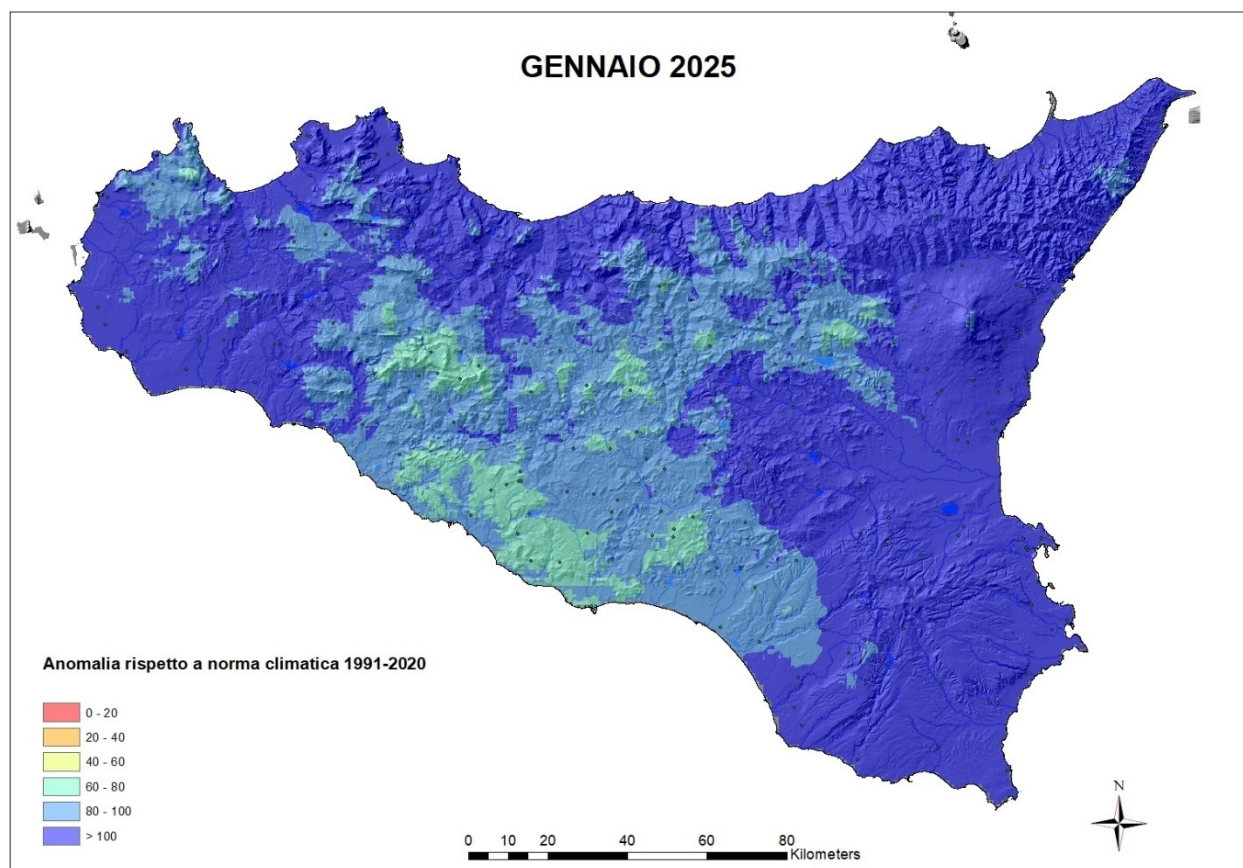 GENNAIO 2025
Anomalia rispetto a norma climatica 1991-2020
0 - 20
20 - 40
40 - 60
60 - 80
80 - 100
> 100
N
0 10 20 40 60 80
Kilometers